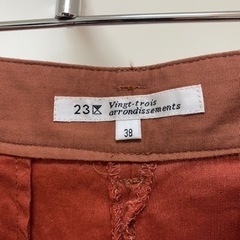 23区 Vingt-trois
arrondissements
38